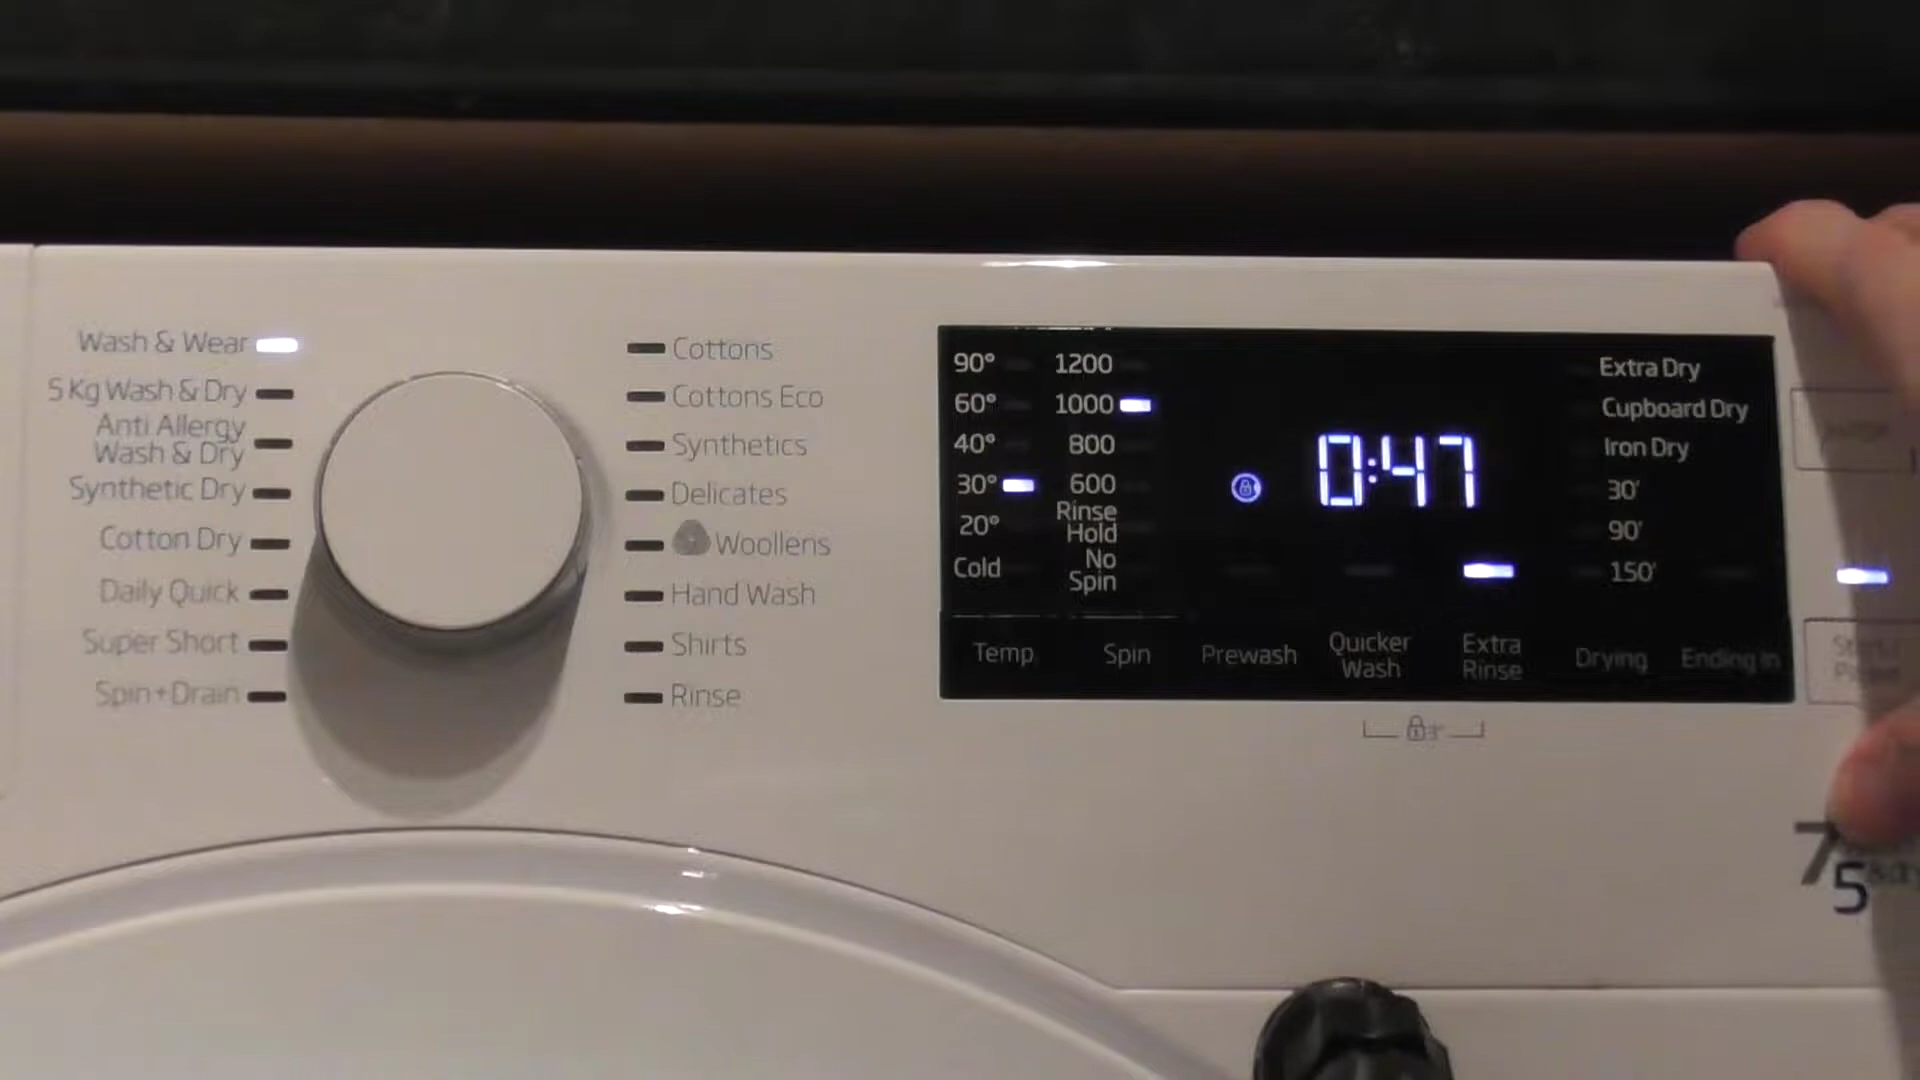 Wash & Wear
5 Kg Wash & Dry
Anti Allergy
Wash & Dry
Synthetic Dry
Cotton Dry
Daily Quick
Super Short
Spin+Drain
Cottons
Cottons Eco
Synthetics
Delicates
Woollens
Hand Wash
Shirts
Rinse
90°
60°
40°
30°
20°
Cold
Temp
1200
1000
800
600
Rinse
Hold
No
Spin
Spin
0:47
Prewash
Quicker
Wash
Extra
Rinse
Extra Dry
Cupboard Dry
Iron Dry
30'
90'
150'
Drying
Ending in
3"
Start/
Pause
7
5